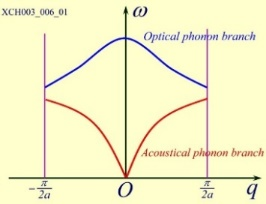 XCH003_006_01
ω
Optical phonon branch
Acoustical phonon branch
-π/2a
O
π/2a
q